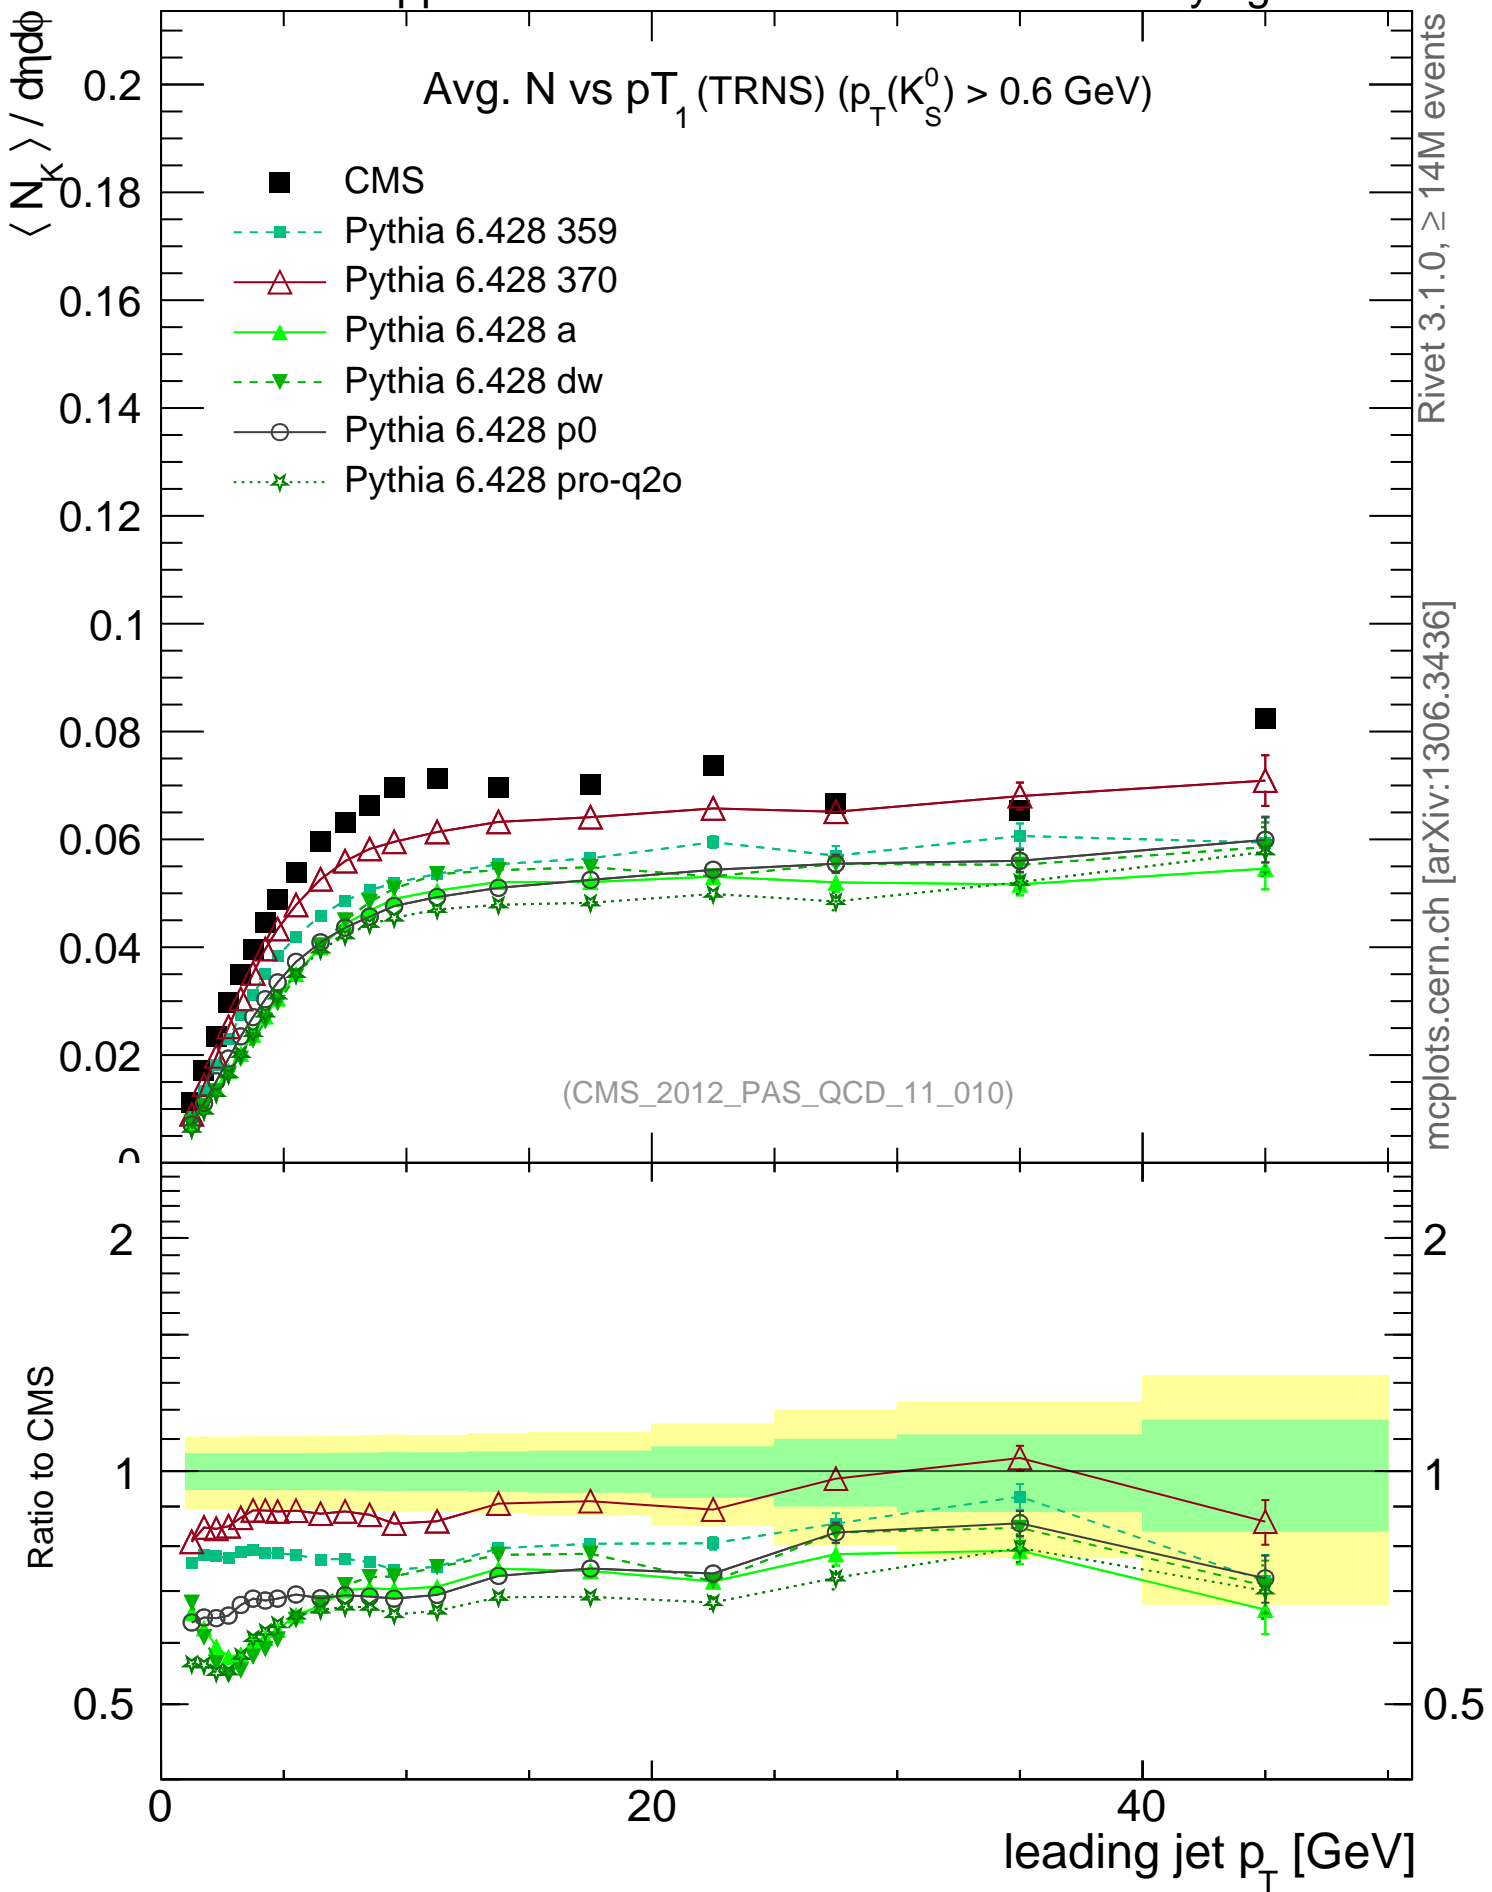 Avg. N vs pT1 (TRNS) (pT(K0S) > 0.6 GeV)
⟨ NK ⟩ / dηdϕ
CMS
Pythia 6.428 359
Pythia 6.428 370
Pythia 6.428 a
Pythia 6.428 dw
Pythia 6.428 p0
Pythia 6.428 pro-q2o
0.2
0.18
0.16
0.14
0.12
0.1
0.08
0.06
0.04
0.02
0
(CMS_2012_PAS_QCD_11_010)
Rivet 3.1.0, ≥ 14M events
mcplots.cern.ch [arXiv:1306.3436]
Ratio to CMS
2
1
0.5
2
1
0.5
0
20
40
leading jet pT [GeV]